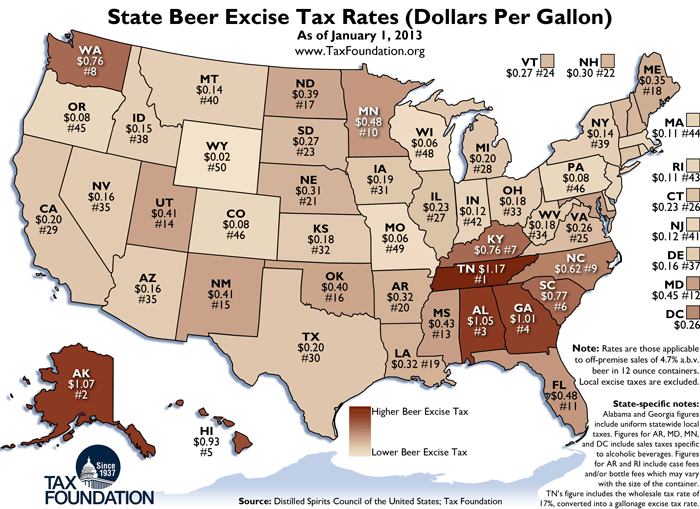 State Beer Excise Tax Rates (Dollars Per Gallon)
As of January 1, 2013
www.TaxFoundation.org
WA
$0.76
#8
OR
$0.08
#45
CA
$0.20
#29
NV
$0.16
#35
ID
$0.15
#38
MT
$0.14
#40
WY
$0.02
#50
UT
$0.41
#14
CO
$0.08
#46
AZ
$0.16
#35
NM
$0.41
#15
ND
$0.39
#17
SD
$0.27
#23
NE
$0.31
#21
KS
$0.18
#32
OK
$0.40
#16
TX
$0.20
#30
MN
$0.48
#10
IA
$0.19
#31
MO
$0.06
#49
AR
$0.32
#20
LA
$0.32 #19
WI
$0.06
#48
IL
$0.23
#27
MI
$0.20
#28
IN
$0.12
#42
OH
$0.18
#33
KY
$0.76 #7
TN $1.17
#1
MS
$0.43
#13
AL
$1.05
#3
GA
$1.01
#4
FL
$0.48
#11
SC
$0.77
#6
NC
$0.62 #9
VA
$0.26
#25
WV
$0.18
#34
PA
$0.08
#46
NY
$0.14
#39
VT
$0.27 #24
NH
$0.30 #22
ME
$0.35
#18
MA
$0.11 #44
RI
$0.11 #43
CT
$0.23 #26
NJ
$0.12 #41
DE
$0.16 #37
MD
$0.45 #12
DC
$0.26
AK
$1.07
#2
HI
$0.93
#5
Higher Beer Excise Tax
Lower Beer Excise Tax
Note: Rates are those applicable
to off-premise sales of 4.7% a.b.v.
beer in 12 ounce containers.
Local excise taxes are excluded.
State-specific notes:
Alabama and Georgia figures
include uniform statewide local
taxes. Figures for AR, MD, MN,
and DC include sales taxes specific
to alcoholic beverages. Figures
for AR and RI include case fees
and/or bottle fees which may vary
with the size of the container.
TN's figure includes the wholesale tax rate of
17%, converted into a gallonage excise tax rate.
Since
1937
TAX
FOUNDATION
Source: Distilled Spirits Council of the United States; Tax Foundation